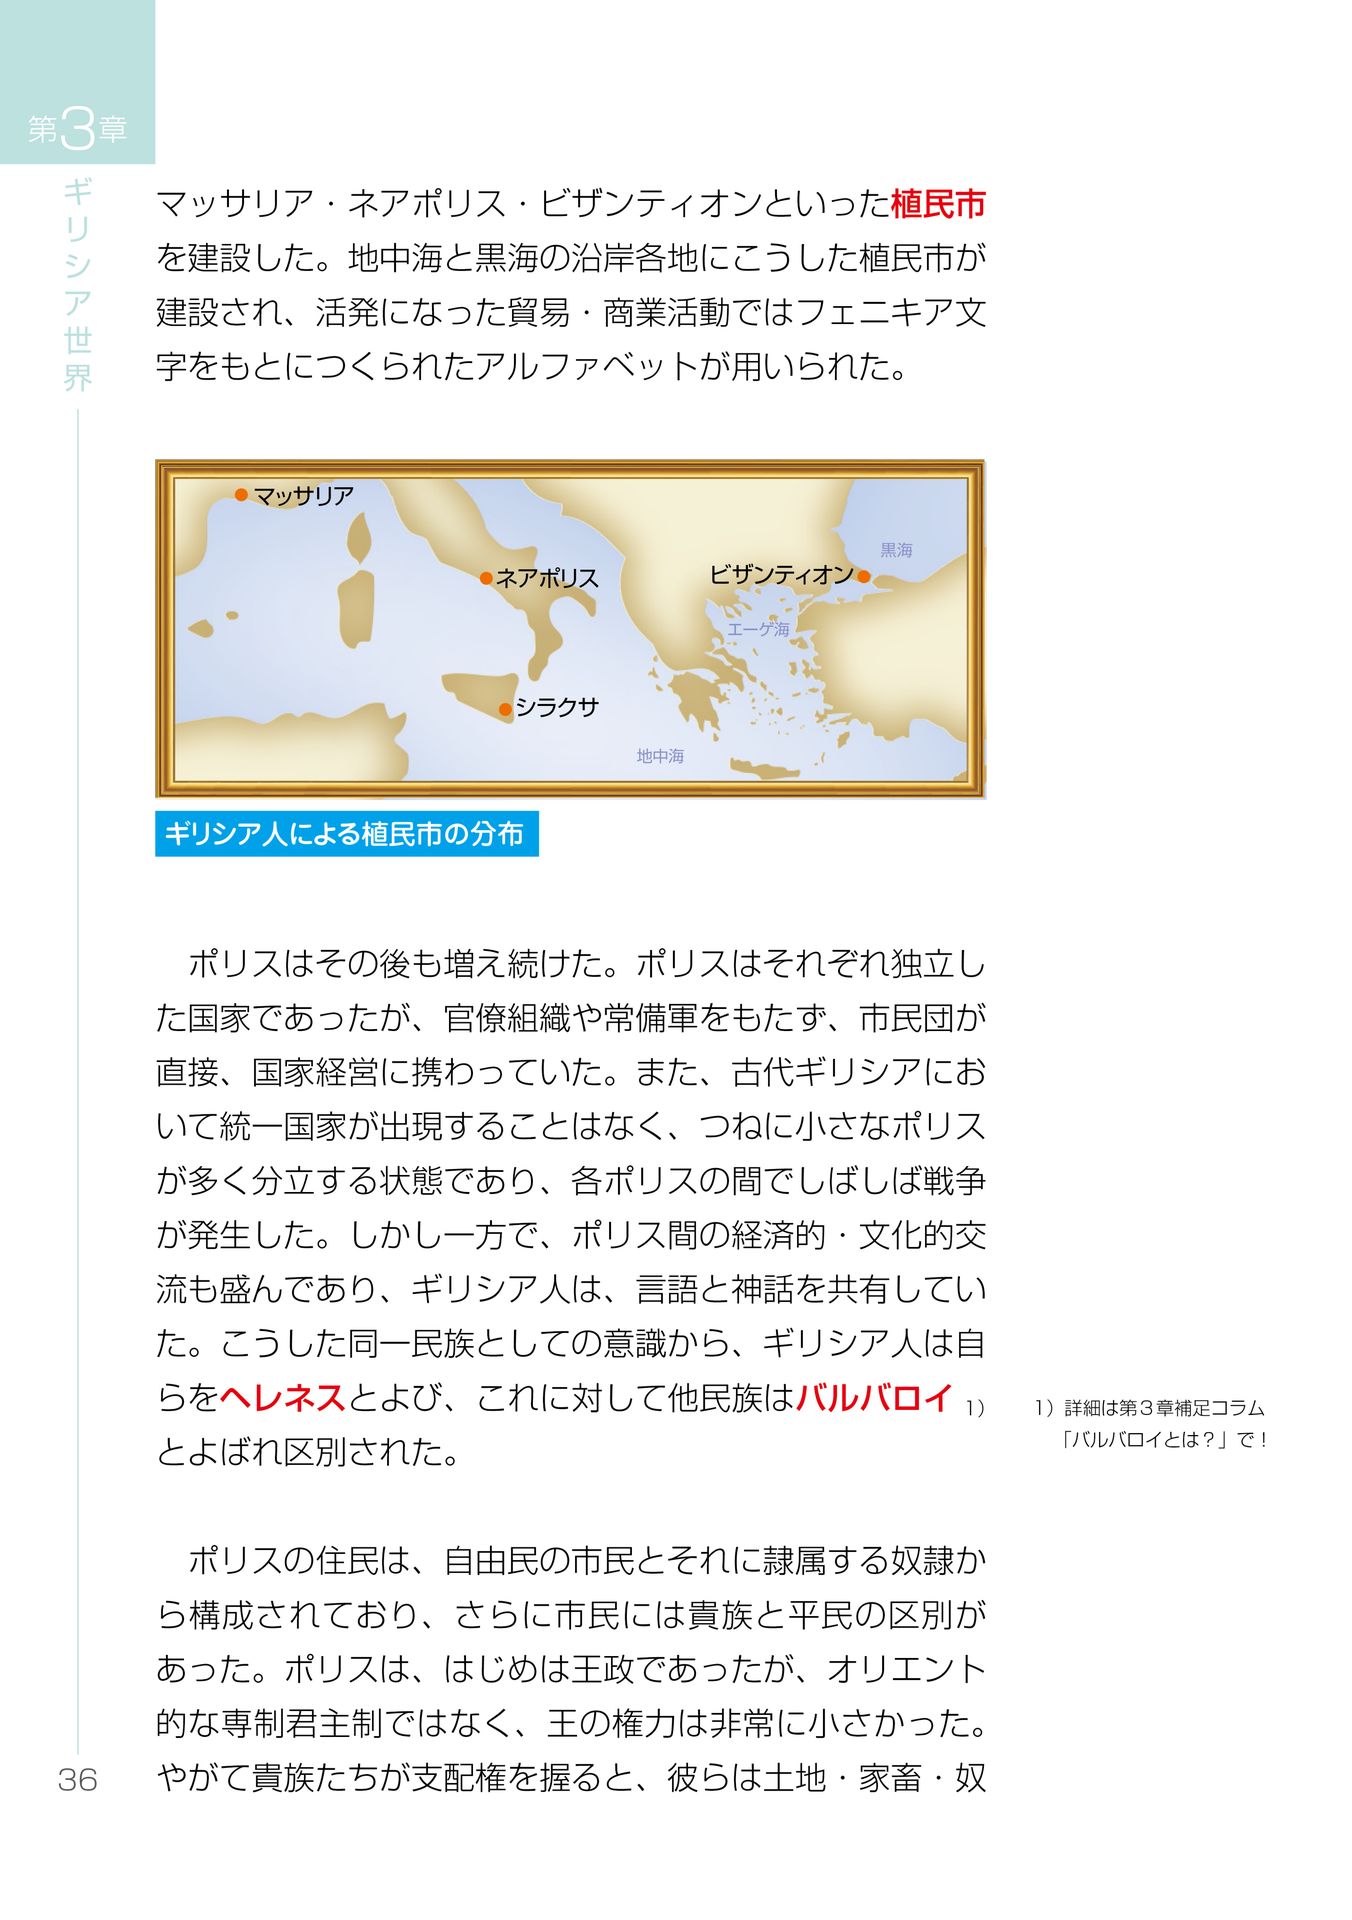 第3章
ギリシア世界
マッサリア・ネアポリス・ビザンティオンといった植民市
を建設した。地中海と黒海の沿岸各地にこうした植民市が
建設され、活発になった貿易・商業活動ではフェニキア文
字をもとにつくられたアルファベットが用いられた。
マッサリア
黒海
ネアポリス
ビザンティオン
エーゲ海
シラクサ
地中海
ギリシア人による植民市の分布
ポリスはその後も増え続けた。ポリスはそれぞれ独立し
た国家であったが、官僚組織や常備軍をもたず、市民団が
直接、国家経営に携わっていた。また、古代ギリシアにお
いて統一国家が出現することはなく、つねに小さなポリス
が多く分立する状態であり、各ポリスの間でしばしば戦争
が発生した。しかし一方で、ポリス間の経済的・文化的交
流も盛んであり、ギリシア人は、言語と神話を共有してい
た。こうした同一民族としての意識から、ギリシア人は自
らをヘレネスとよび、これに対して他民族はバルバロイ 1）
とよばれ区別された。
1）詳細は第３章補足コラム
「バルバロイとは？」で！
ポリスの住民は、自由民の市民とそれに隷属する奴隷か
ら構成されており、さらに市民には貴族と平民の区別が
あった。ポリスは、はじめは王政であったが、オリエント
的な専制君主制ではなく、王の権力は非常に小さかった。
やがて貴族たちが支配権を握ると、彼らは土地・家畜・奴
36